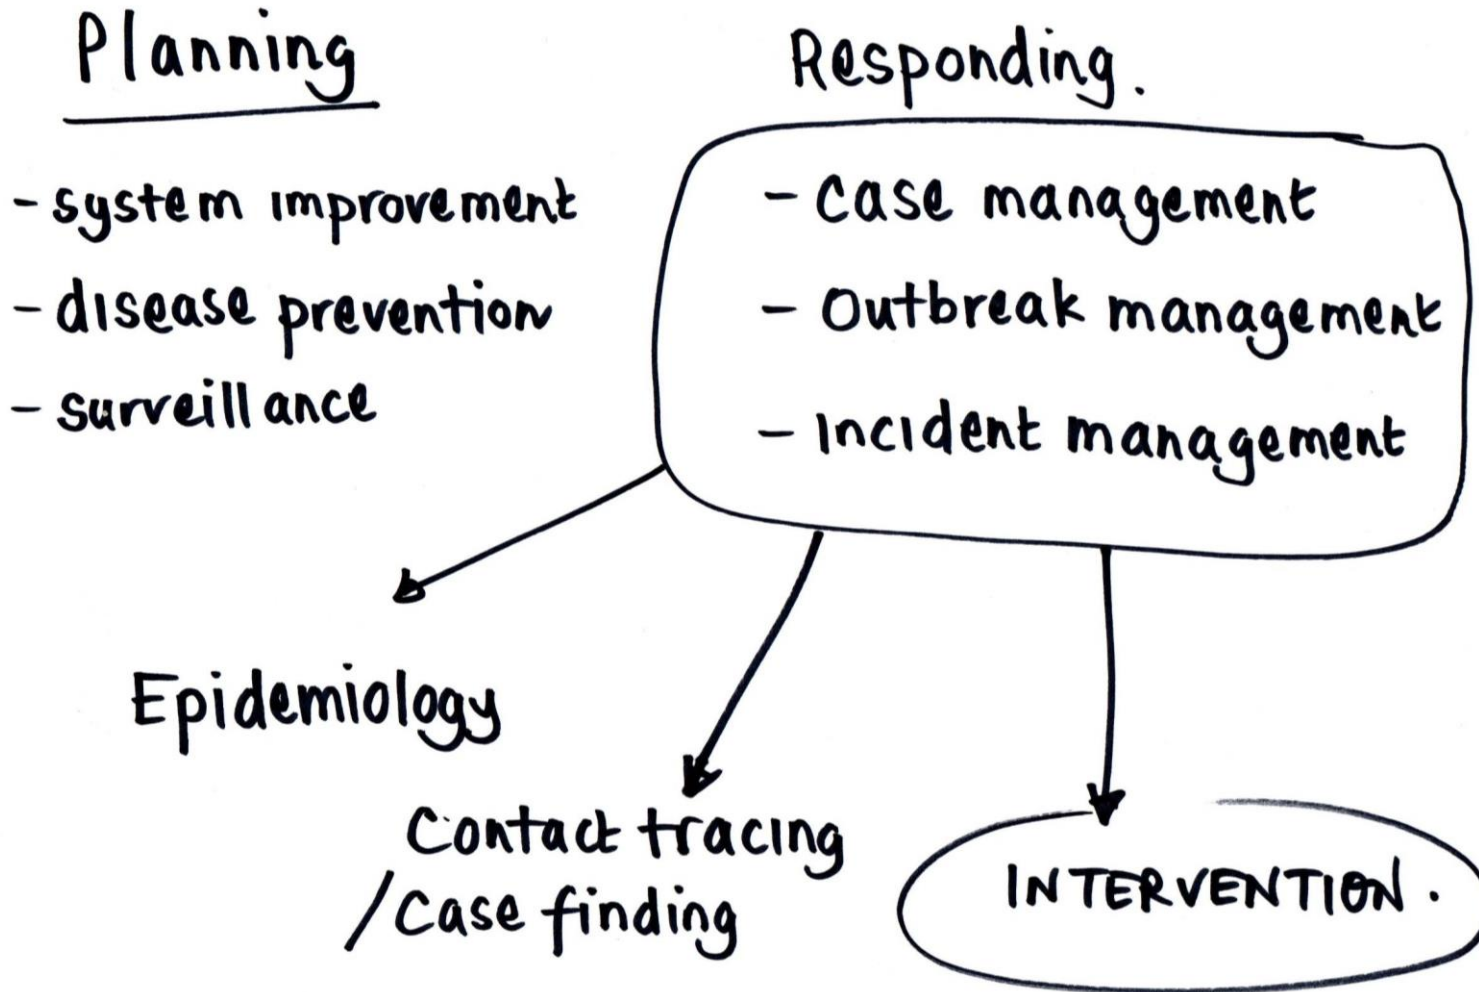 Planning
- system improvement
- disease prevention
- surveillance
Responding.
- case management
- Outbreak management
- Incident management
Epidemiology
Contact tracing
/Case finding
INTERVENTION.